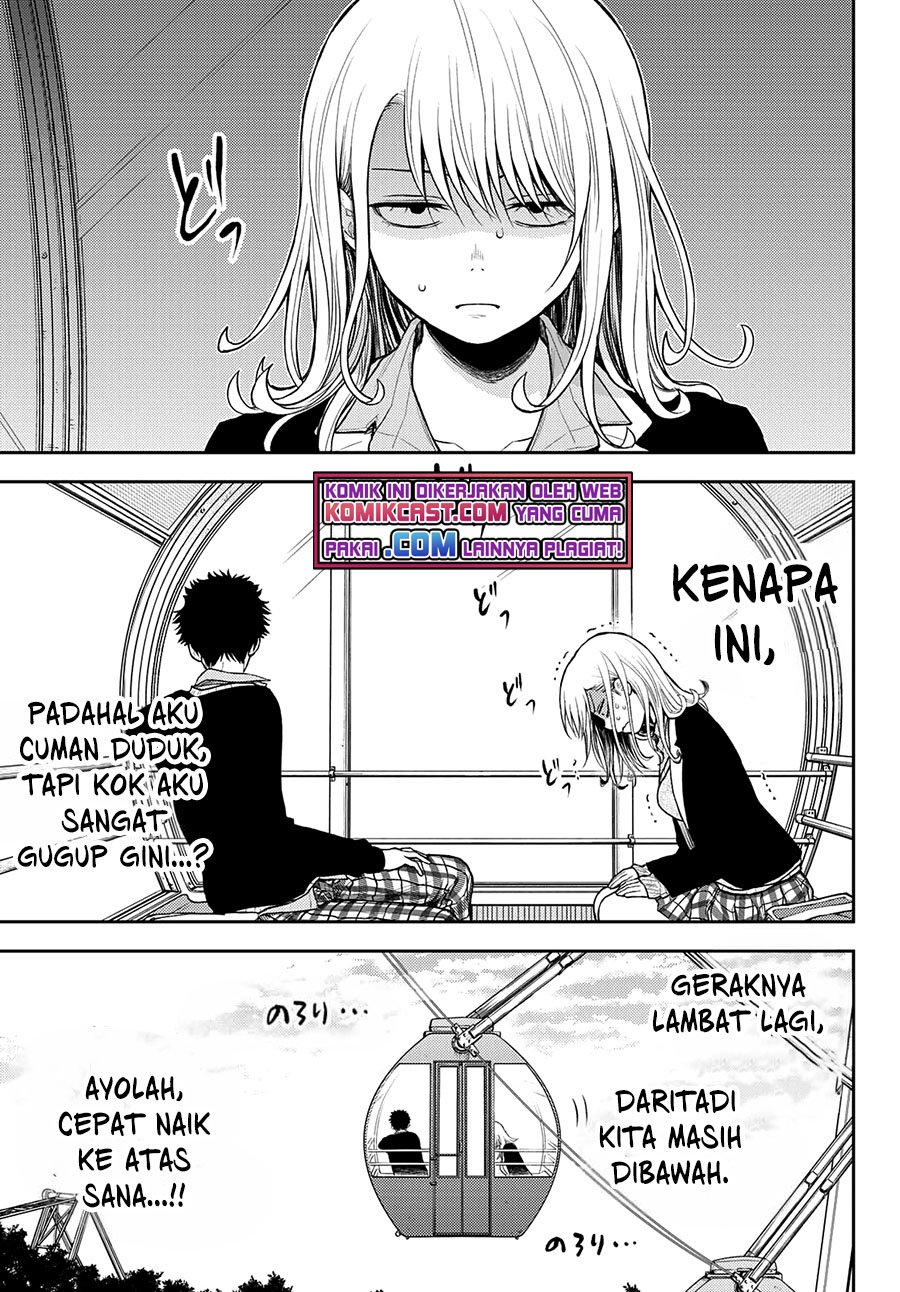 どっ
KOMIK INI DIKERJAKAN OLEH WEB
KOMIKCAST.COM YANG CUMA
PAKAI .COM LAINNYA PLAGIAT!
KENAPA
INI,
どっ
どっ
どっ
PADAHAL AKU
CUMAN DUDUK,
TAPI KOK AKU
SANGAT
GUGUP GINI...?
GERAKNYA
LAMBAT LAGI,
のろり…
DARITADI
KITA MASIH
DIBAWAH.
AYOLAH,
CEPAT NAIK
KE ATAS
SANA...!!
のろり…